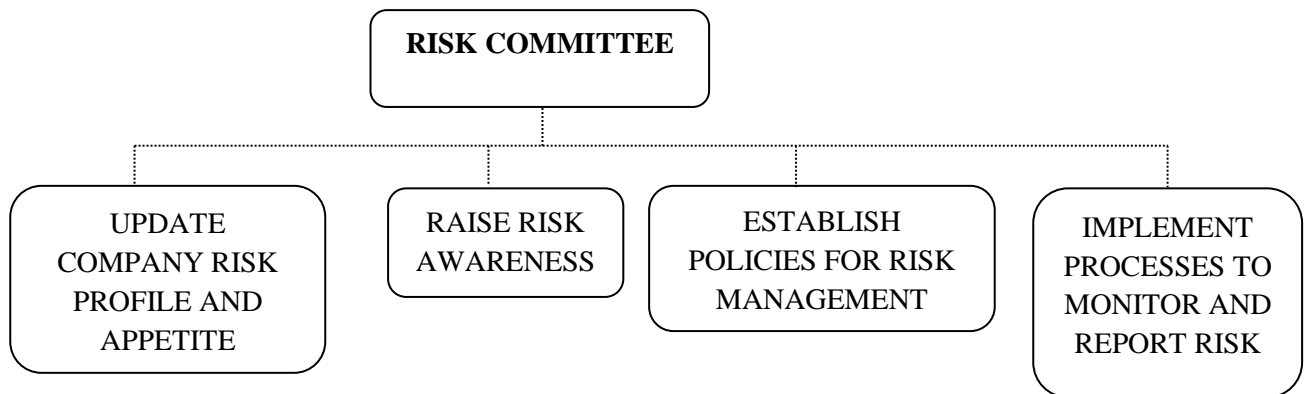 RISK COMMITTEE
UPDATE
COMPANY RISK
PROFILE AND
APPETITE
RAISE RISK
AWARENESS
ESTABLISH
POLICIES FOR RISK
MANAGEMENT
IMPLEMENT
PROCESSES TO
MONITOR AND
REPORT RISK